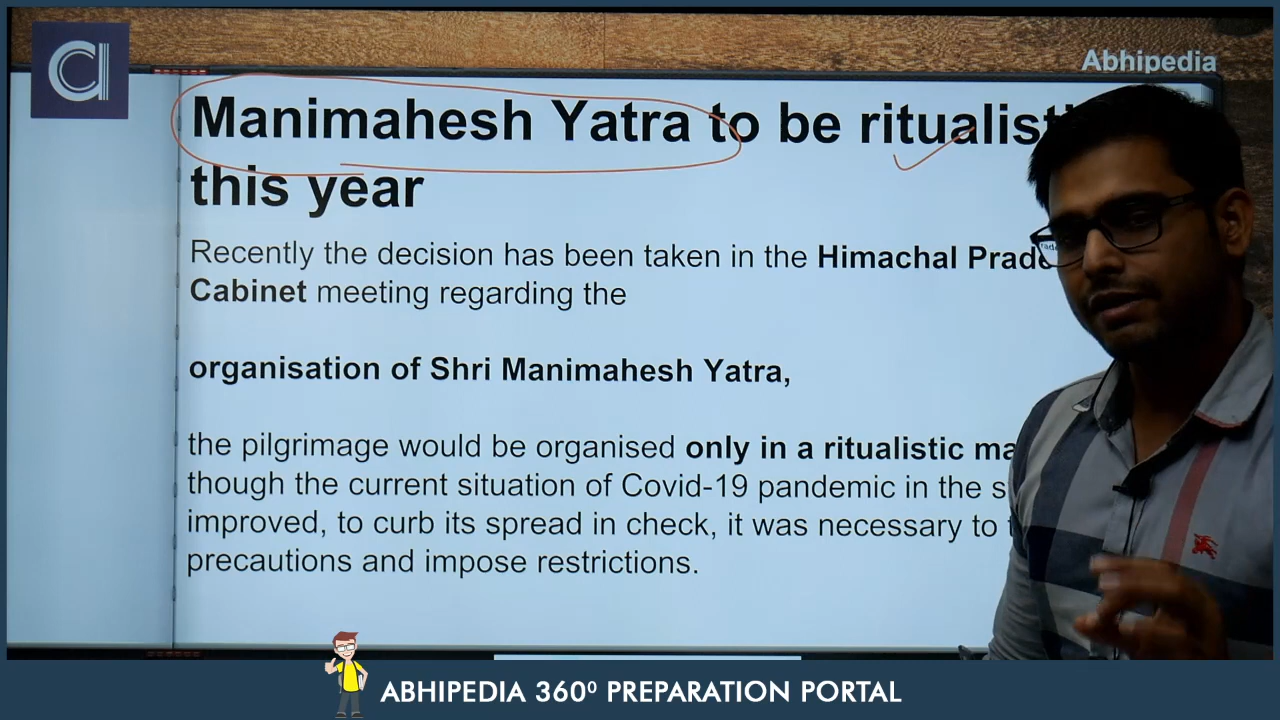 Abhipedia
Manimahesh Yatra to be
this year
Recently the decision has been taken in the Himachal
Cabinet meeting regarding the
organisation of Shri Manimahesh Yatra,
the pilgrimage would be organised only in a ritualistic
though the current situation of Covid-19 pandemic in the
improved, to curb its spread in check, it was necessary to
precautions and impose restrictions.
ABHIPEDIA 360⁰ PREPARATION PORTAL